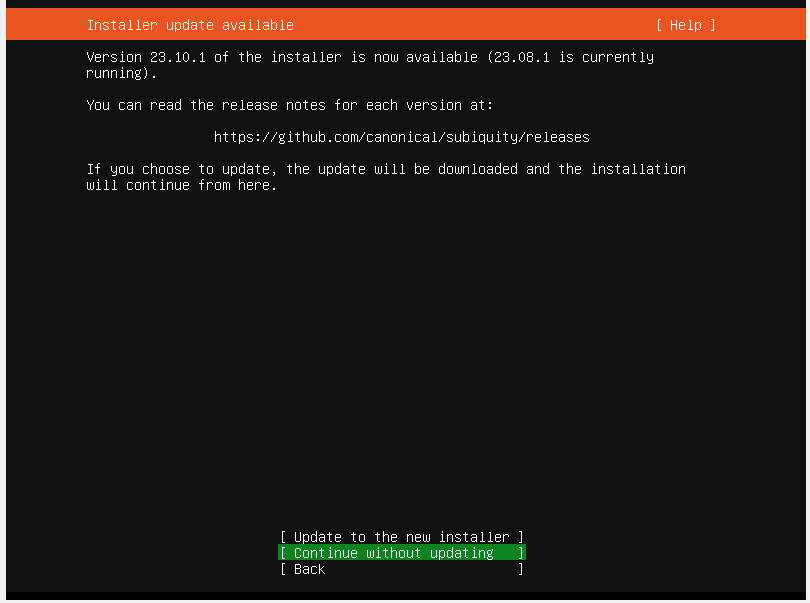 Installer update available [ Help ]
Version 23.10.1 of the installer is now available (23.08.1 is currently
running).
You can read the release notes for each version at:
https://github.com/canonical/subiquity/releases
If you choose to update, the update will be downloaded and the installation
will continue from here.
[ Update to the new installer ]
[ Continue without updating ]
[ Back ]